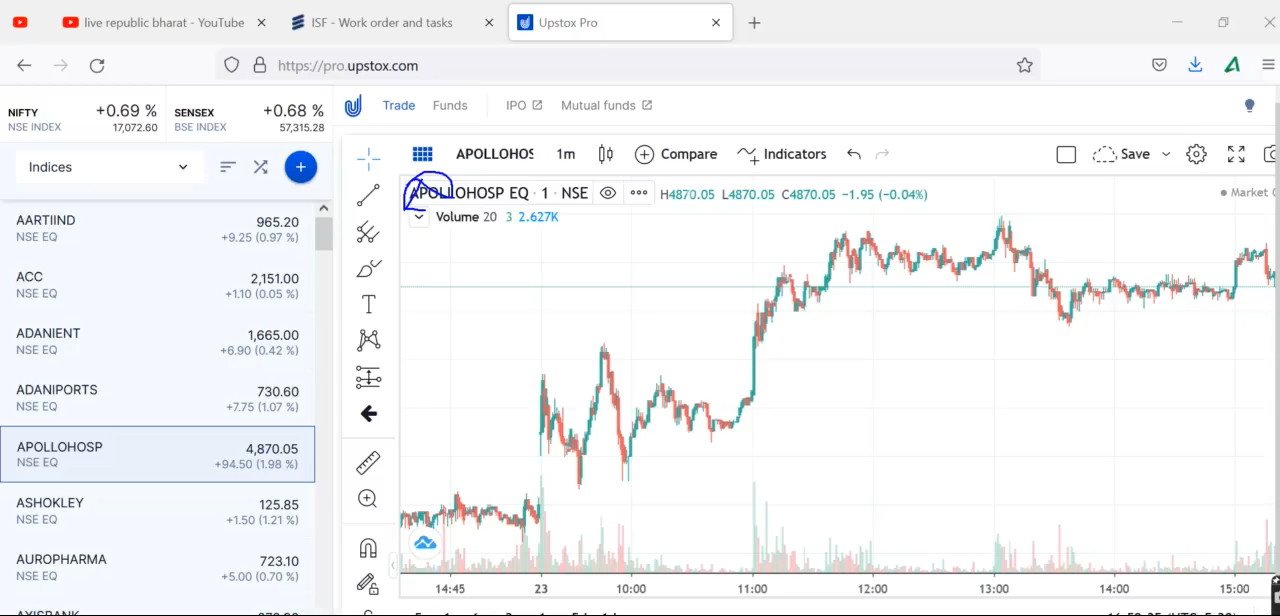 live republic bharat - YouTube
ISF - Work order and tasks
Upstox Pro
https://pro.upstox.com
NIFTY +0.69 %
NSE INDEX 17,072.60
SENSEX +0.68 %
BSE INDEX 57,315.28
Trade Funds IPO Mutual funds
Indices
APOLLOHOS 1m Compare Indicators Save
APOLLOHOSP EQ · 1 · NSE H4870.05 L4870.05 C4870.05 −1.95 (−0.04%) Market
Volume 20 3 2.627K
AARTIIND 965.20
NSE EQ +9.25 (0.97 %)
ACC 2,151.00
NSE EQ +1.10 (0.05 %)
ADANIENT 1,665.00
NSE EQ +6.90 (0.42 %)
ADANIPORTS 730.60
NSE EQ +7.75 (1.07 %)
APOLLOHOSP 4,870.05
NSE EQ +94.50 (1.98 %)
ASHOKLEY 125.85
NSE EQ +1.50 (1.21 %)
AUROPHARMA 723.10
NSE EQ +5.00 (0.70 %)
14:45 23 10:00 11:00 12:00 13:00 14:00 15:00